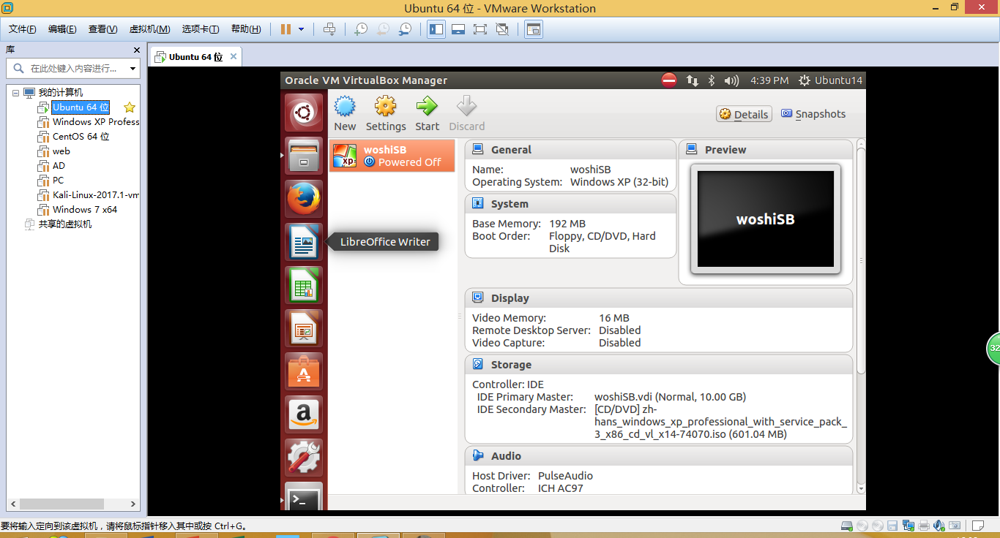 Ubuntu 64 位 - VMware Workstation
文件(F) 编辑(E) 查看(V) 虚拟机(M) 选项卡(T) 帮助(H)
库
在此处键入内容进行...
我的计算机
Ubuntu 64 位
Windows XP Profess
CentOS 64 位
web
AD
PC
Kali-Linux-2017.1-vm
Windows 7 x64
共享的虚拟机
Ubuntu 64 位
Oracle VM VirtualBox Manager
4:39 PM Ubuntu14
New Settings Start Discard
Details Snapshots
woshiSB
Powered Off
LibreOffice Writer
General
Name: woshiSB
Operating System: Windows XP (32-bit)
System
Base Memory: 192 MB
Boot Order: Floppy, CD/DVD, Hard
Disk
Preview
woshiSB
Display
Video Memory: 16 MB
Remote Desktop Server: Disabled
Video Capture: Disabled
Storage
Controller: IDE
IDE Primary Master: woshiSB.vdi (Normal, 10.00 GB)
IDE Secondary Master: [CD/DVD] zh-
hans_windows_xp_professional_with_service_pack_
3_x86_cd_vl_x14-74070.iso (601.04 MB)
Audio
Host Driver: PulseAudio
Controller: ICH AC97
32
要将输入定向到该虚拟机，请将鼠标指针移入其中或按 Ctrl+G。